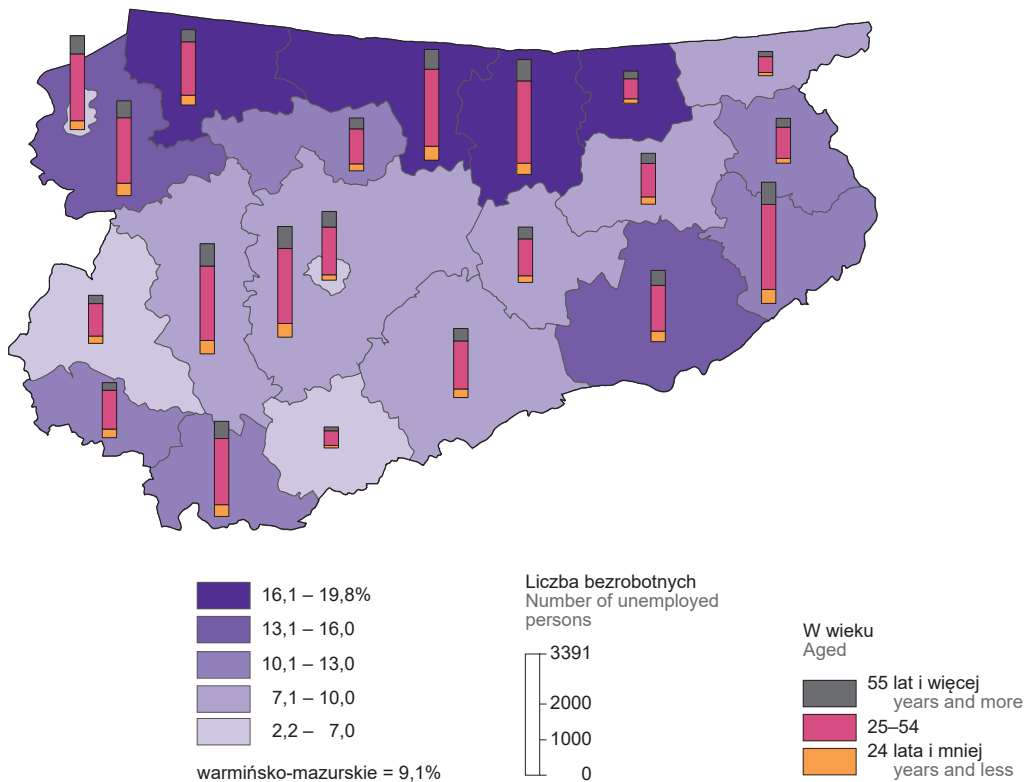 16,1 – 19,8%
13,1 – 16,0
10,1 – 13,0
7,1 – 10,0
2,2 – 7,0
warmińsko-mazurskie = 9,1%
Liczba bezrobotnych
Number of unemployed
persons
3391
2000
1000
0
W wieku
Aged
55 lat i więcej
years and more
25–54
24 lata i mniej
years and less